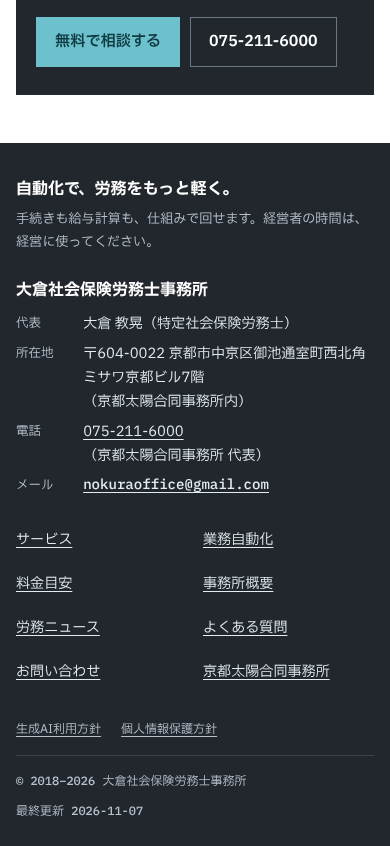 無料で相談する 075-211-6000
自動化で、労務をもっと軽く。
手続きも給与計算も、仕組みで回せます。経営者の時間は、
経営に使ってください。
大倉社会保険労務士事務所
代表 大倉 教晃（特定社会保険労務士）
所在地 〒604-0022 京都市中京区御池通室町西北角
ミサワ京都ビル7階
（京都太陽合同事務所内）
電話 075-211-6000
（京都太陽合同事務所 代表）
メール nokuraoffice@gmail.com
サービス 業務自動化
料金目安 事務所概要
労務ニュース よくある質問
お問い合わせ 京都太陽合同事務所
生成AI利用方針 個人情報保護方針
© 2018–2026 大倉社会保険労務士事務所
最終更新 2026-11-07